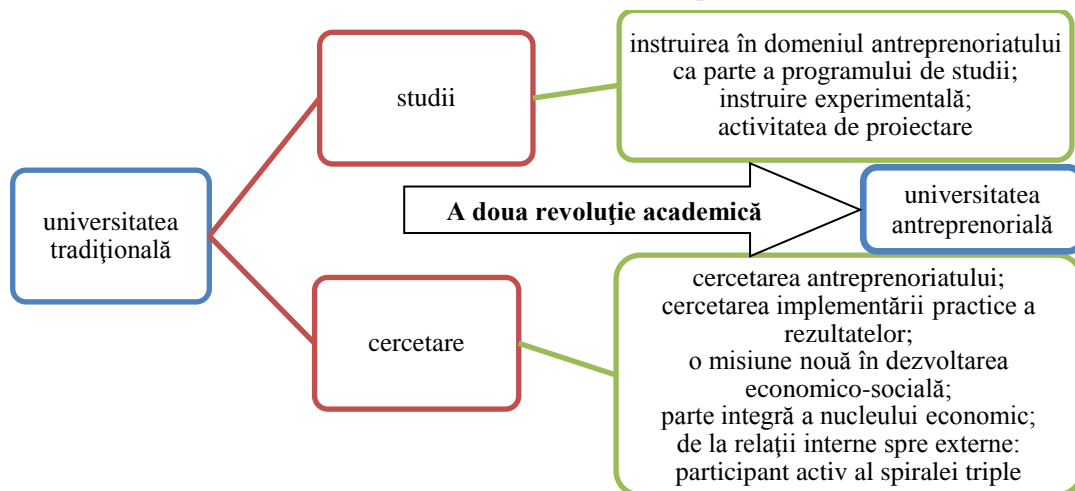 instruirea în domeniul antreprenoriatului
ca parte a programului de studii;
instruire experimentală;
activitatea de proiectare
studii
universitatea
tradiţională
A doua revoluţie academică
universitatea
antreprenorială
cercetare
cercetarea antreprenoriatului;
cercetarea implementării practice a
rezultatelor;
o misiune nouă în dezvoltarea
economico-socială;
parte integră a nucleului economic;
de la relaţii interne spre externe:
participant activ al spiralei triple